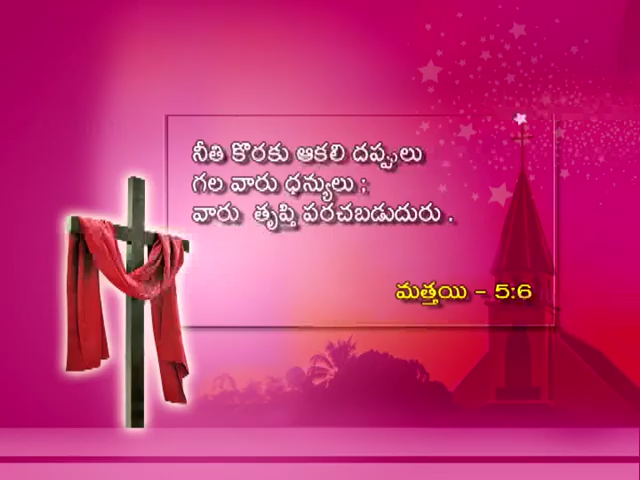 నీతి కొరకు ఆకలి దప్పులు
గల వారు ధన్యులు ;
వారు తృప్తి పరచబడుదురు .
మత్తయి - 5:6